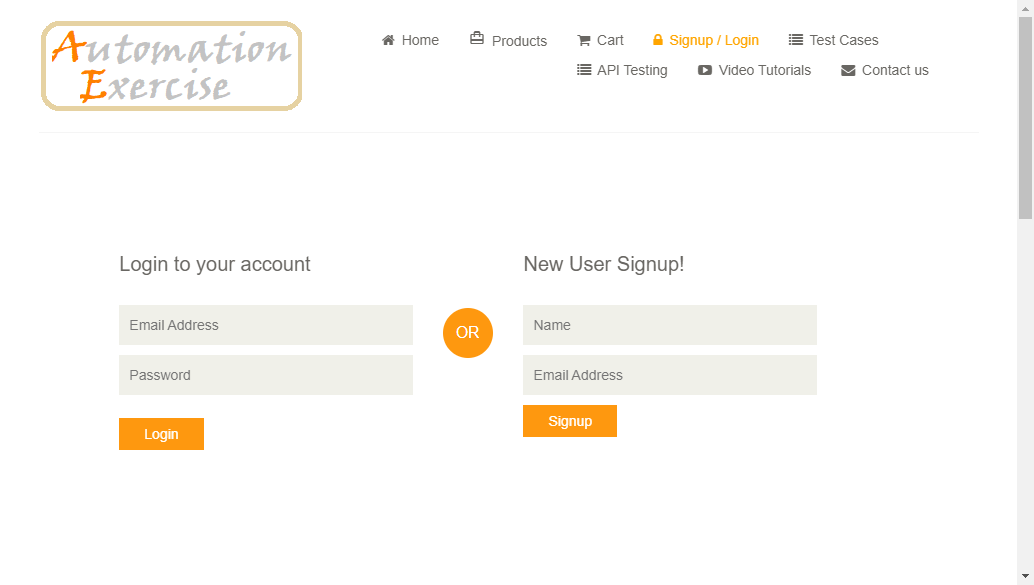 Automation
Exercise
Home Products Cart Signup / Login Test Cases
API Testing Video Tutorials Contact us
Login to your account
Email Address
Password
Login
OR
New User Signup!
Name
Email Address
Signup